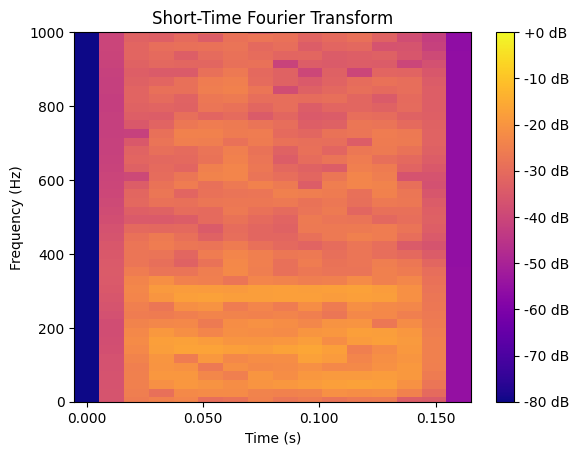 Short-Time Fourier Transform
1000
800
600
400
200
0
Frequency (Hz)
0.000
0.050
0.100
0.150
Time (s)
+0 dB
-10 dB
-20 dB
-30 dB
-40 dB
-50 dB
-60 dB
-70 dB
-80 dB